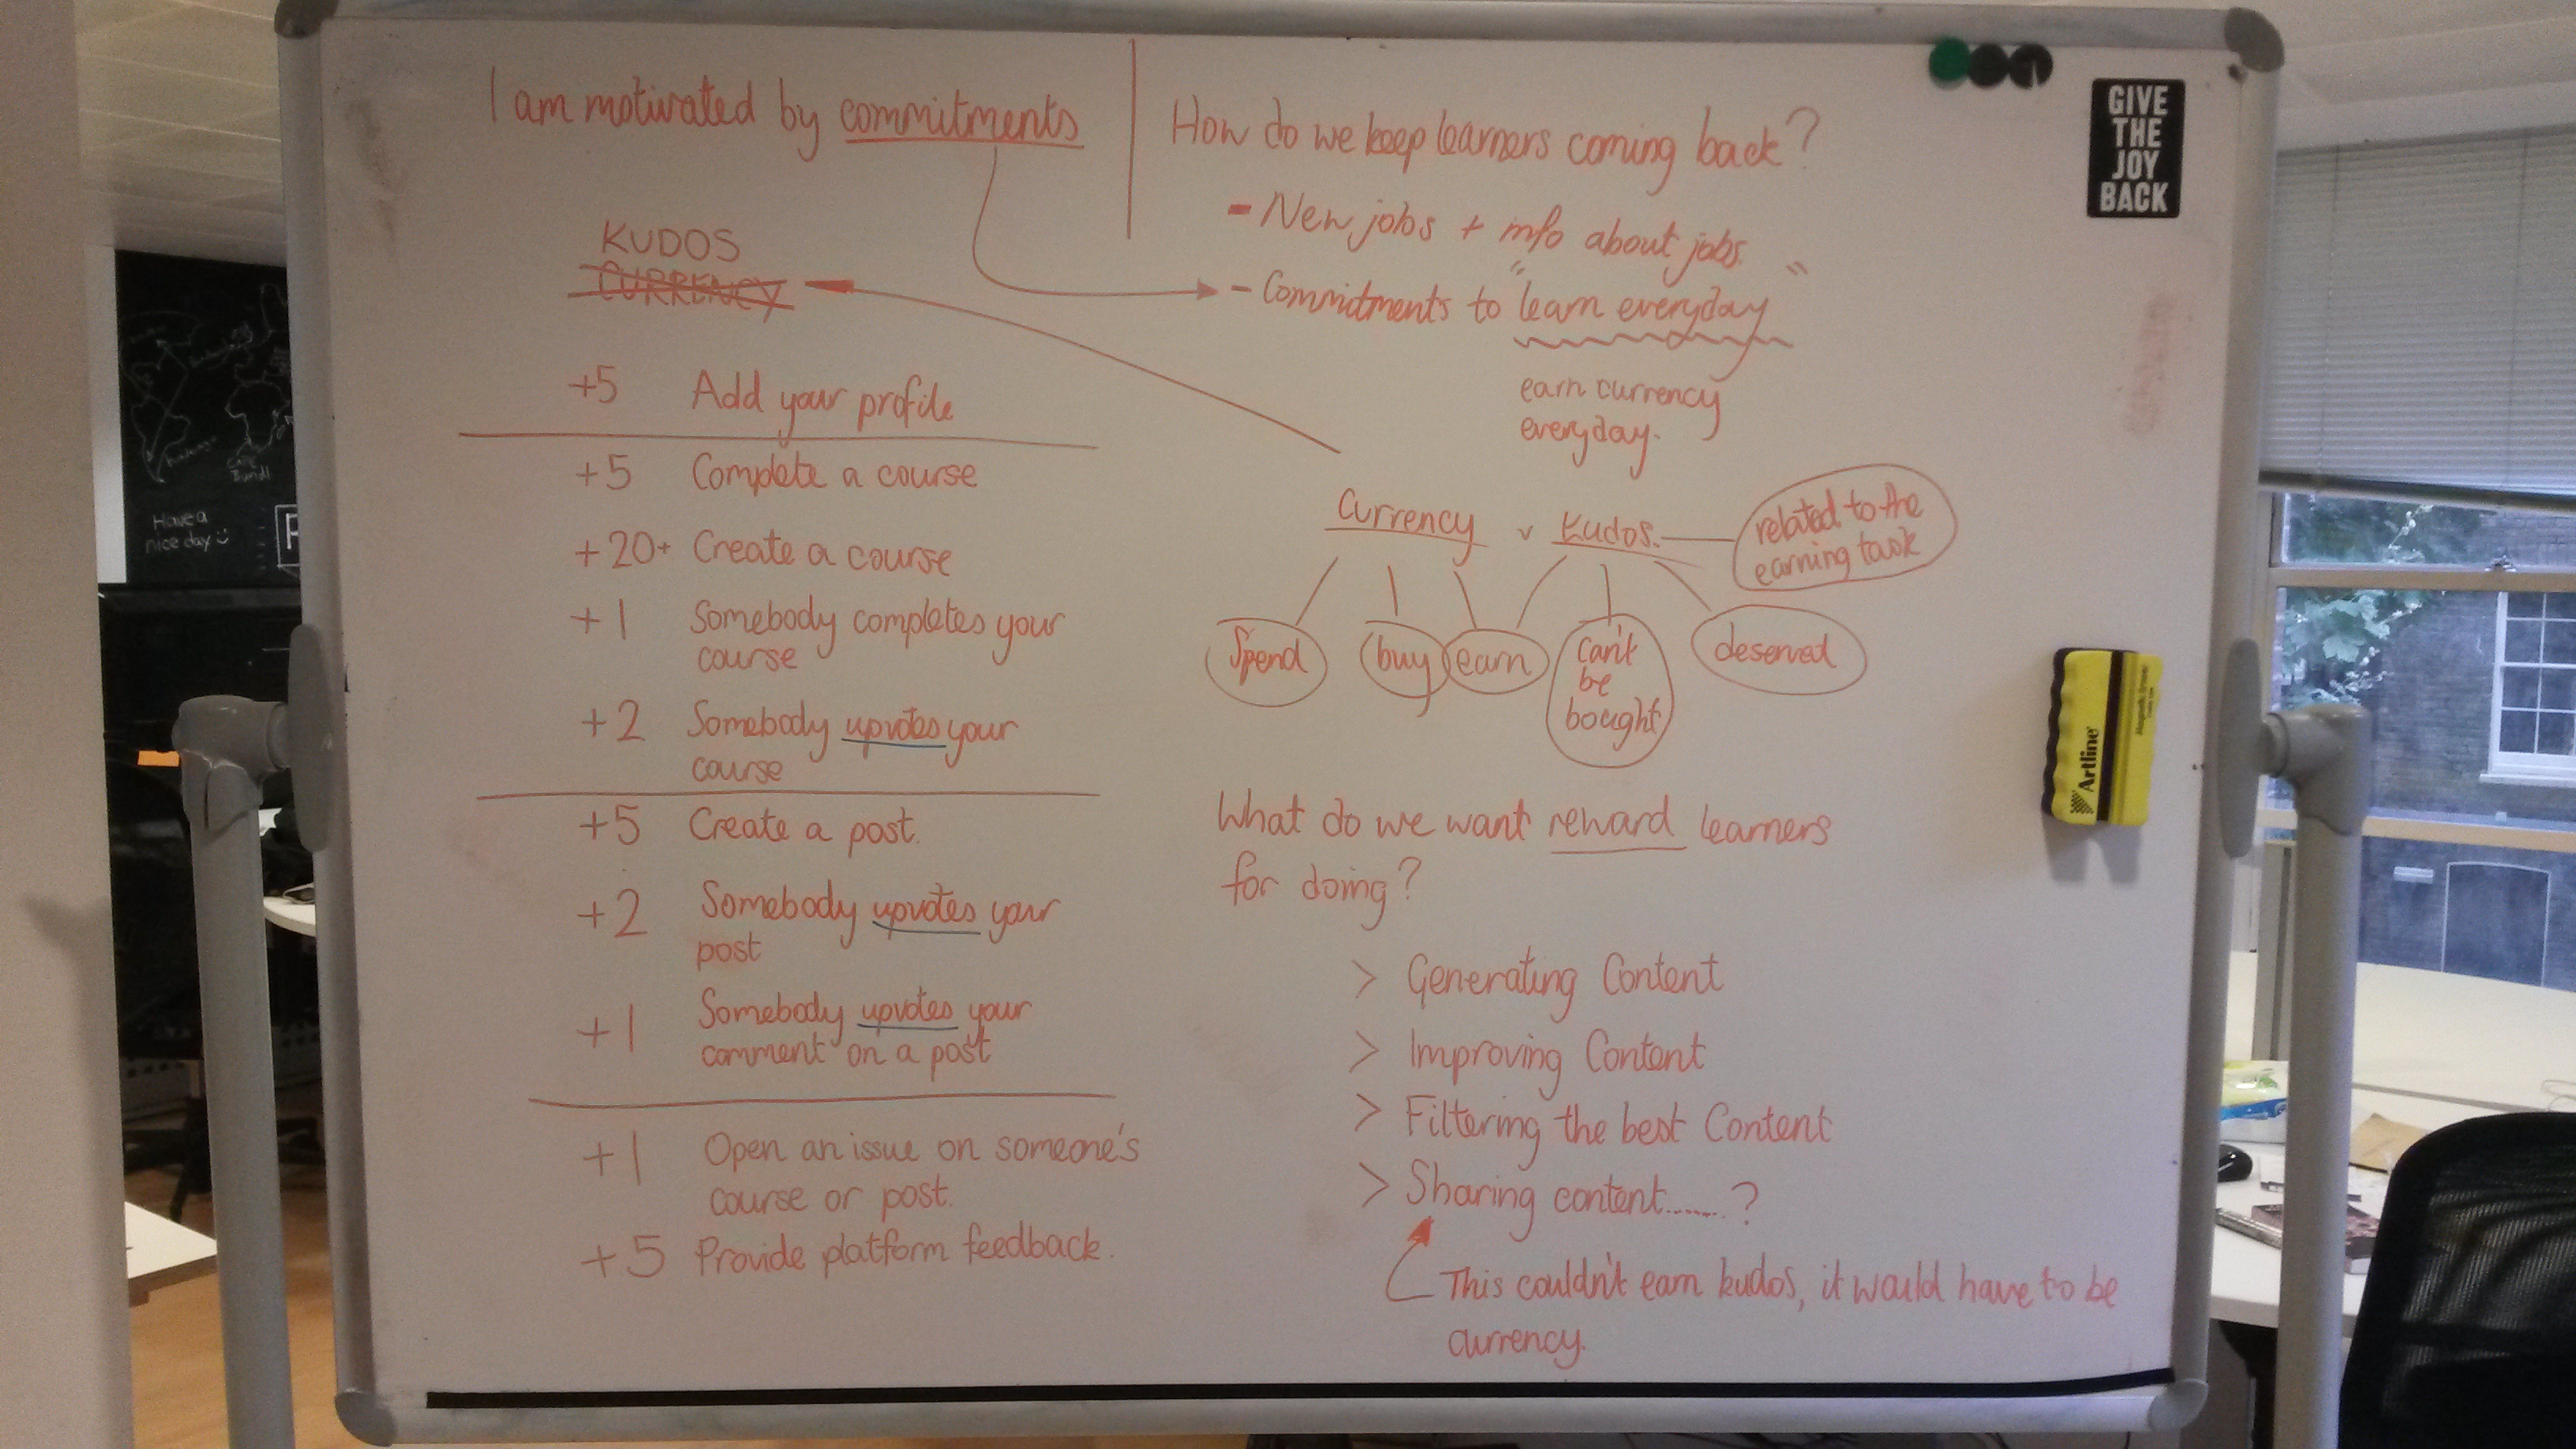 I am motivated by commitments
KUDOS
CURRENCY
+5 Add your profile
+5 Complete a course
+20+ Create a course
+1 Somebody completes your
course
+2 Somebody upvotes your
course
+5 Create a post.
+2 Somebody upvotes your
post
+1 Somebody upvotes your
comment on a post
+1 Open an issue on someone's
course or post.
+5 Provide platform feedback.
How do we keep learners coming back?
- New jobs + info about jobs.
- Commitments to "learn everyday"
earn currency
everyday.
Currency v Kudos.
related to the
earning task
Spend
buy
earn
can't
be
bought
deserved
What do we want reward learners
for doing?
> Generating Content
> Improving Content
> Filtering the best Content
> Sharing content.......?
This couldn't earn kudos, it would have to be
currency.
GIVE
THE
JOY
BACK
Artline
Have a
nice day